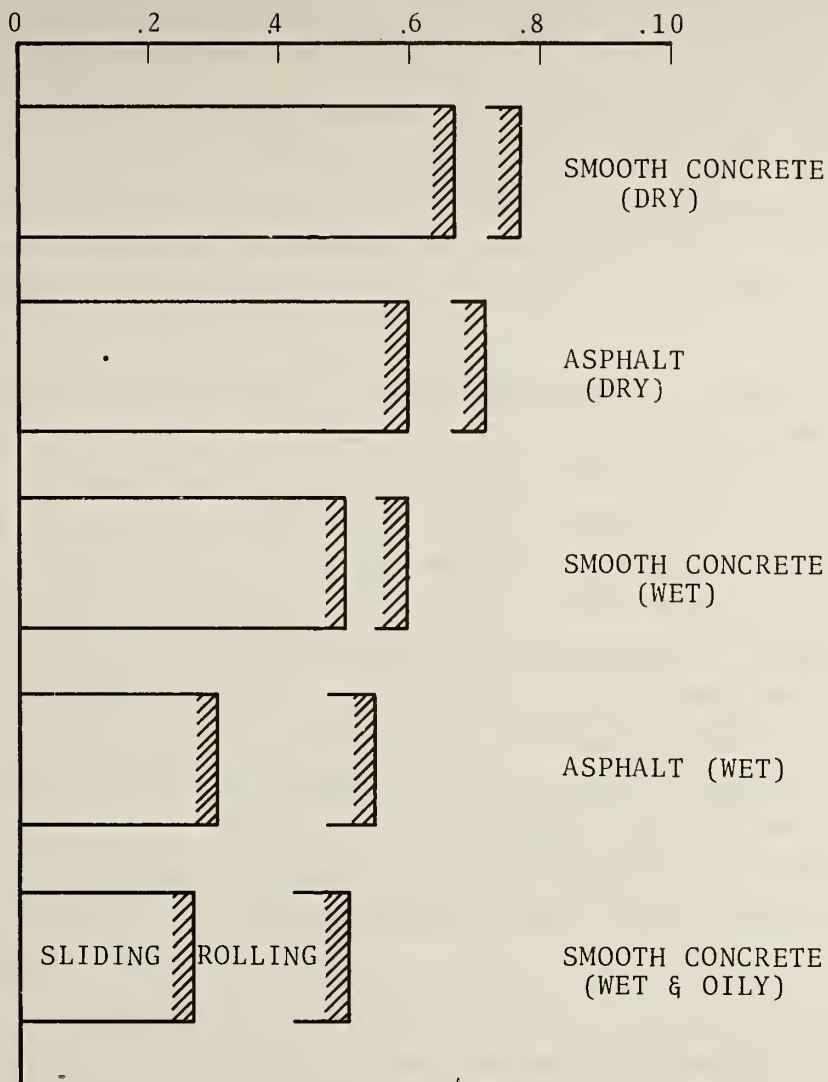 0 .2 .4 .6 .8 .10
SMOOTH CONCRETE
(DRY)
ASPHALT
(DRY)
SMOOTH CONCRETE
(WET)
ASPHALT (WET)
SLIDING ROLLING
SMOOTH CONCRETE
(WET & OILY)